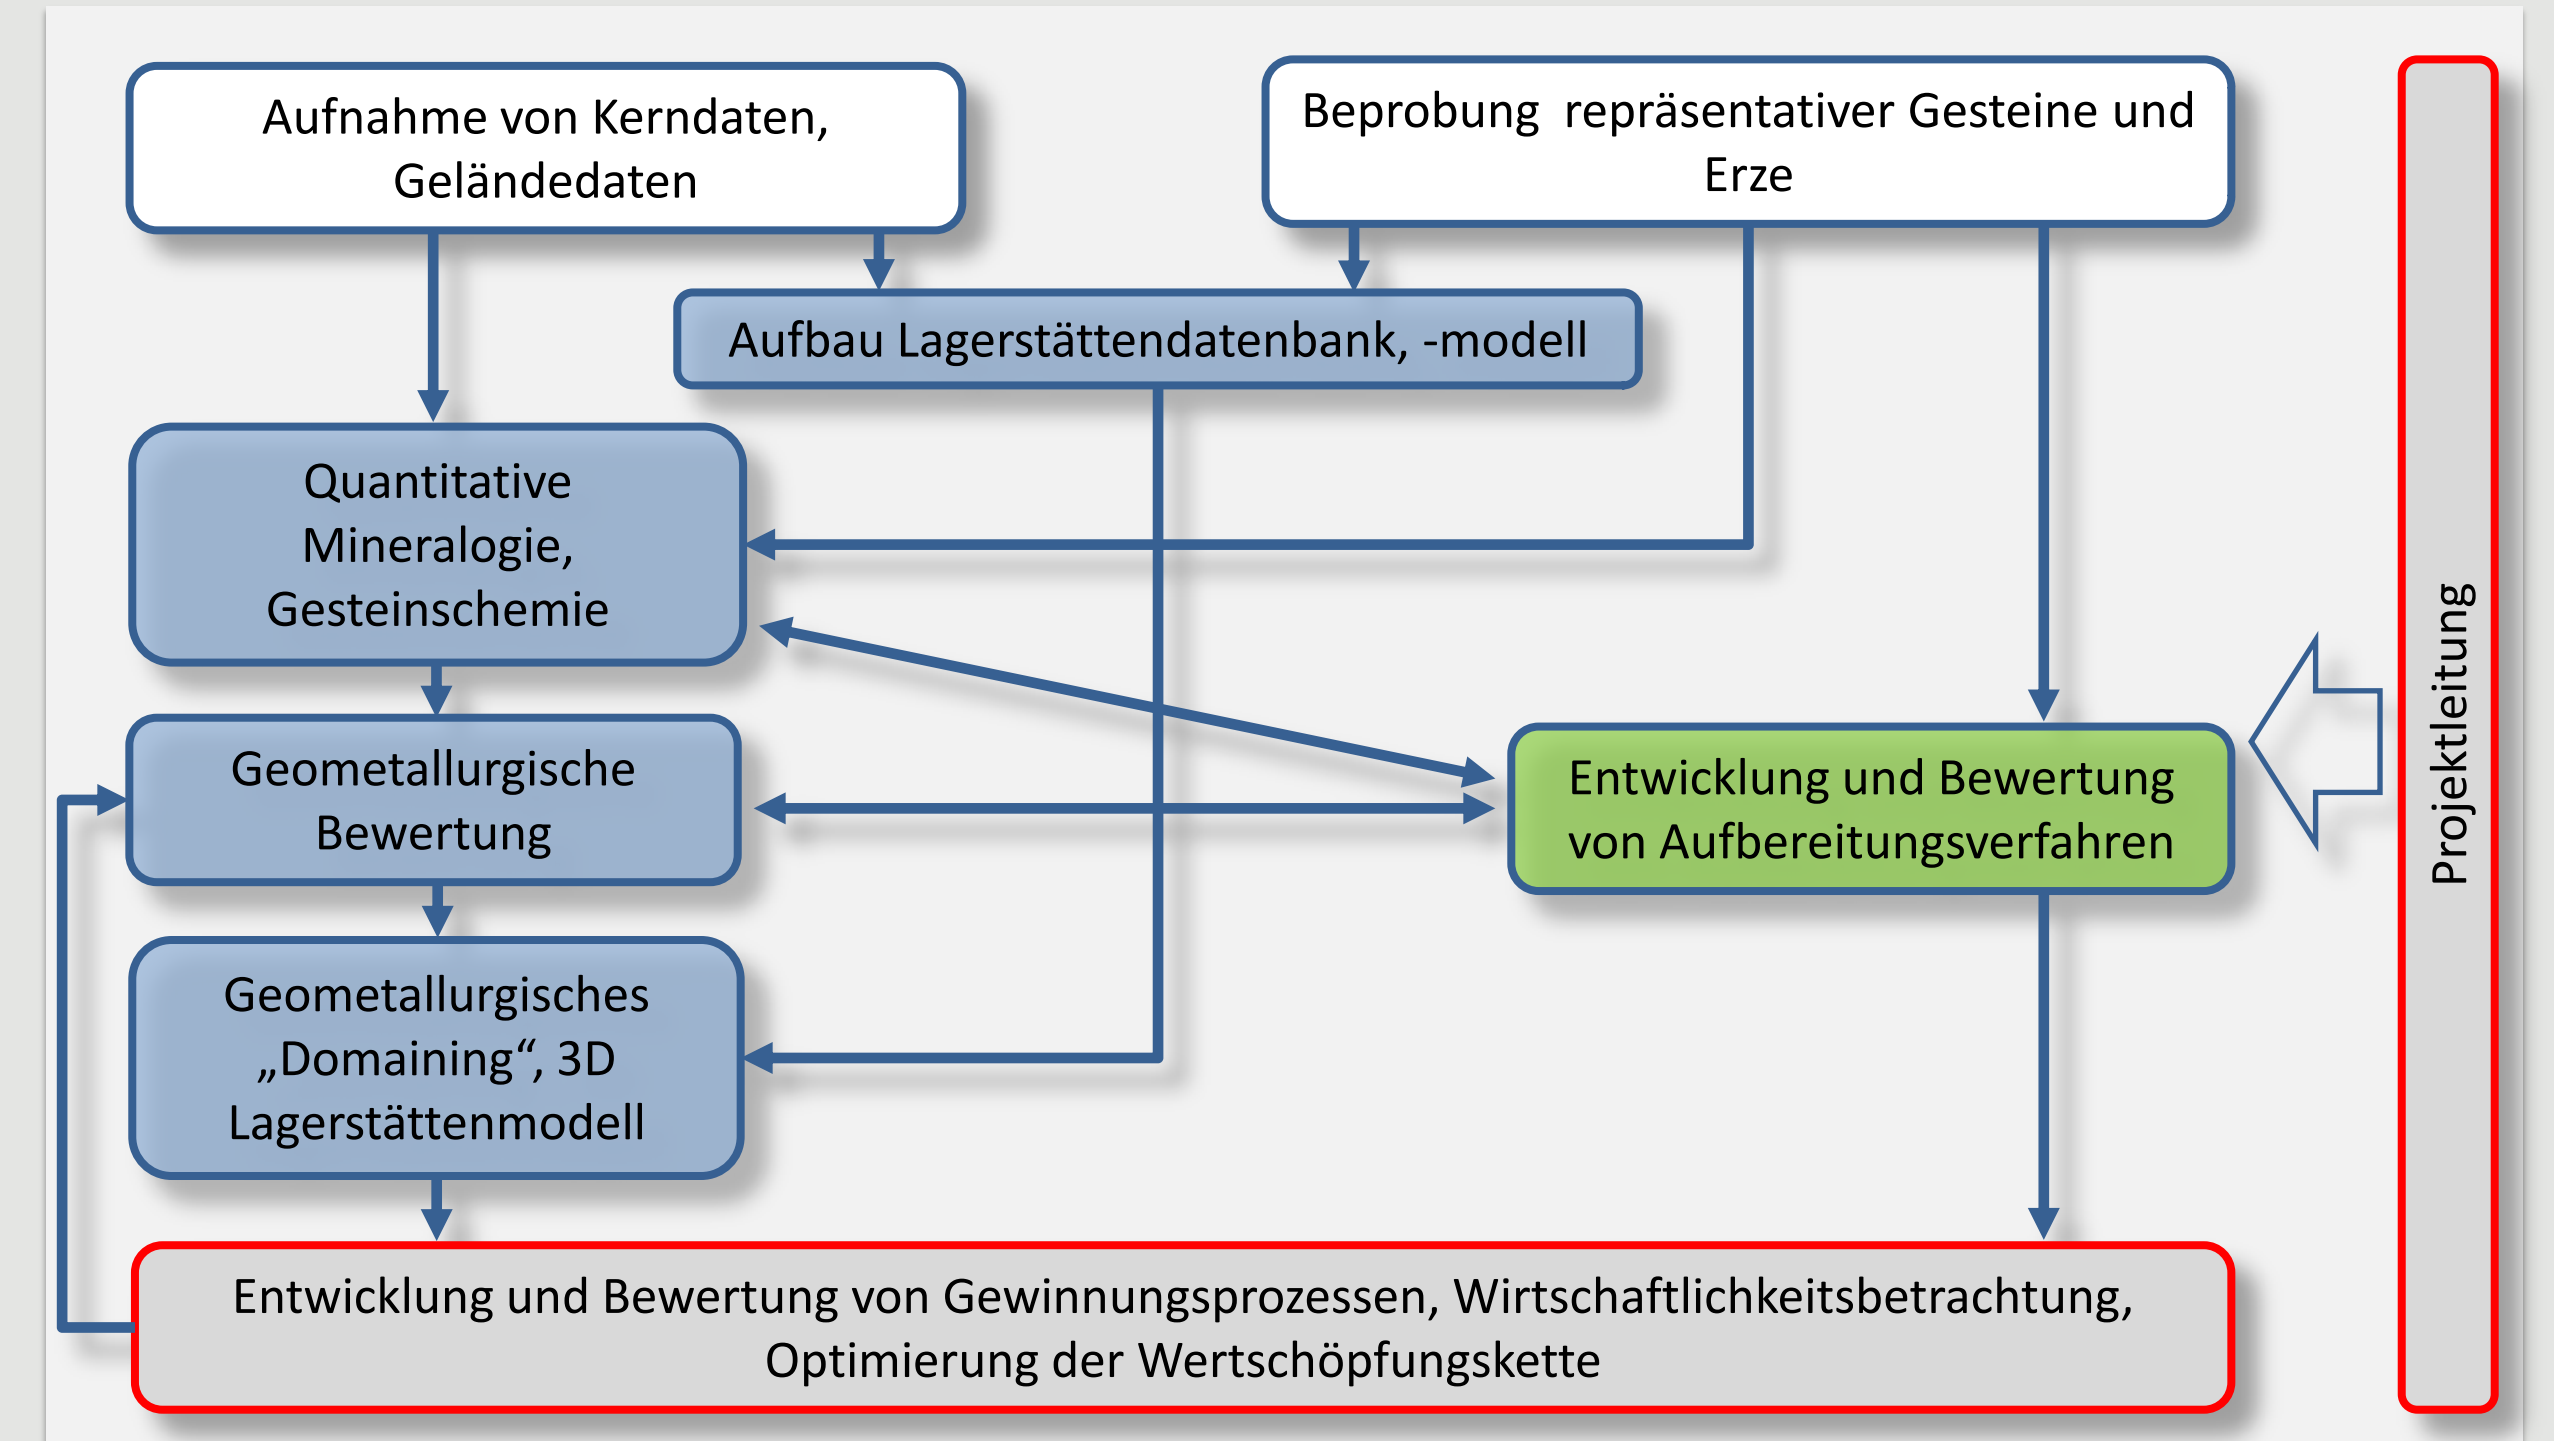 Aufnahme von Kerndaten,
Geländedaten
Beprobung  repräsentativer Gesteine und
Erze
Aufbau Lagerstättendatenbank, -modell
Quantitative
Mineralogie,
Gesteinschemie
Geometallurgische
Bewertung
Entwicklung und Bewertung
von Aufbereitungsverfahren
Geometallurgisches
„Domaining“, 3D
Lagerstättenmodell
Entwicklung und Bewertung von Gewinnungsprozessen, Wirtschaftlichkeitsbetrachtung,
Optimierung der Wertschöpfungskette
Projektleitung